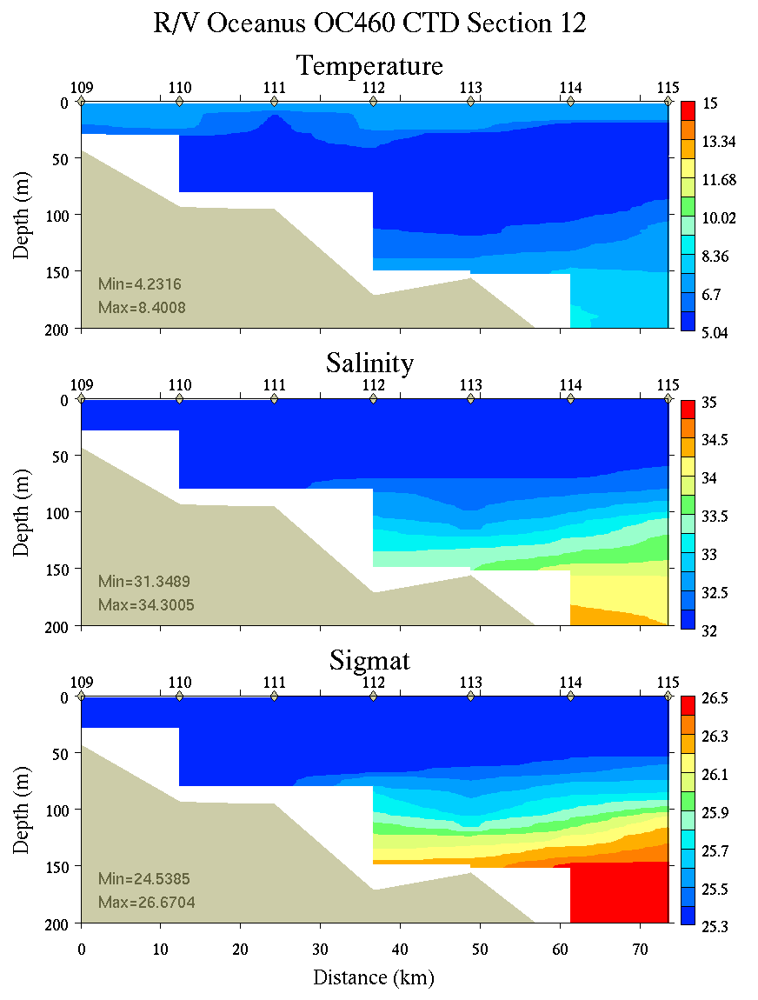 R/V Oceanus OC460 CTD Section 12
Temperature
109 110 111 112 113 114 115
0
50
100
150
200
Depth (m)
Min=4.2316
Max=8.4008
15
13.34
11.68
10.02
8.36
6.7
5.04
Salinity
109 110 111 112 113 114 115
0
50
100
150
200
Depth (m)
Min=31.3489
Max=34.3005
35
34.5
34
33.5
33
32.5
32
Sigmat
109 110 111 112 113 114 115
0
50
100
150
200
Depth (m)
Min=24.5385
Max=26.6704
26.5
26.3
26.1
25.9
25.7
25.5
25.3
0 10 20 30 40 50 60 70
Distance (km)